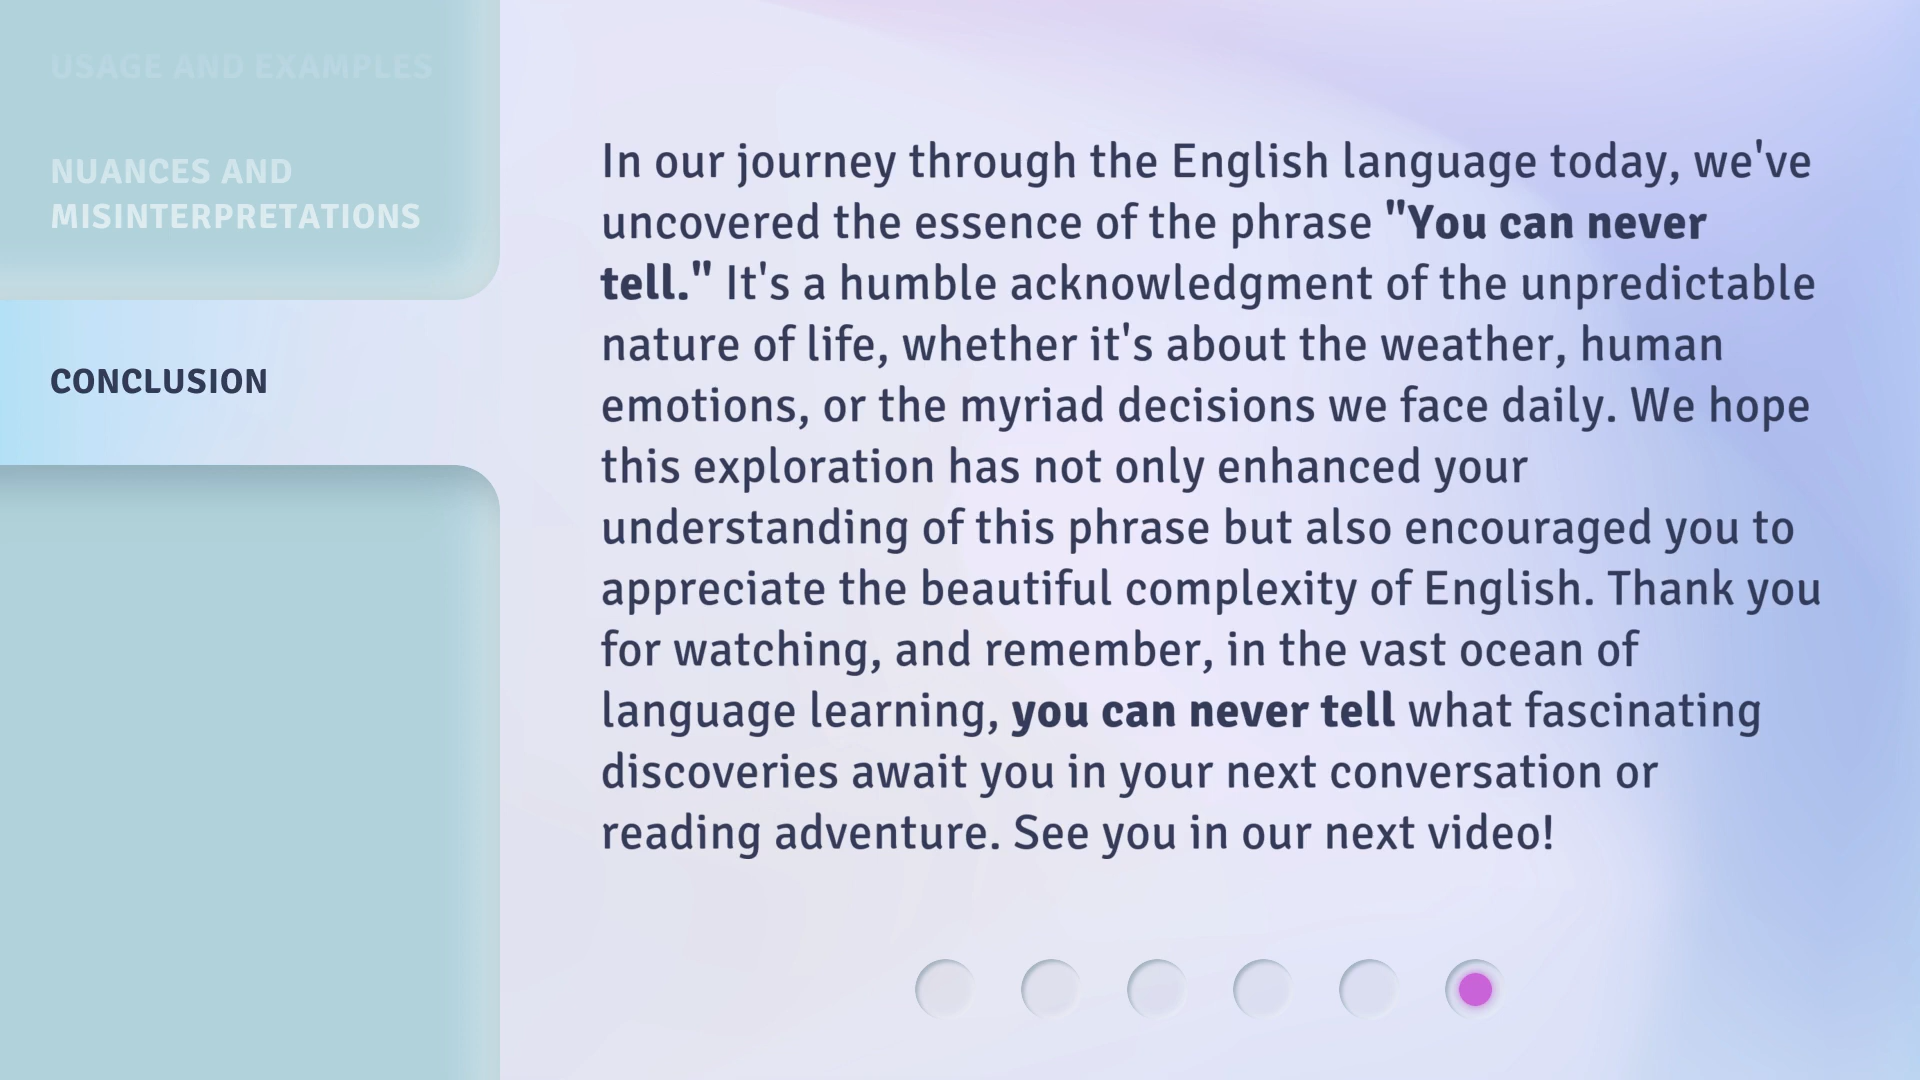 USAGE AND EXAMPLES
NUANCES AND
MISINTERPRETATIONS
CONCLUSION
In our journey through the English language today, we've
uncovered the essence of the phrase "You can never
tell." It's a humble acknowledgment of the unpredictable
nature of life, whether it's about the weather, human
emotions, or the myriad decisions we face daily. We hope
this exploration has not only enhanced your
understanding of this phrase but also encouraged you to
appreciate the beautiful complexity of English. Thank you
for watching, and remember, in the vast ocean of
language learning, you can never tell what fascinating
discoveries await you in your next conversation or
reading adventure. See you in our next video!